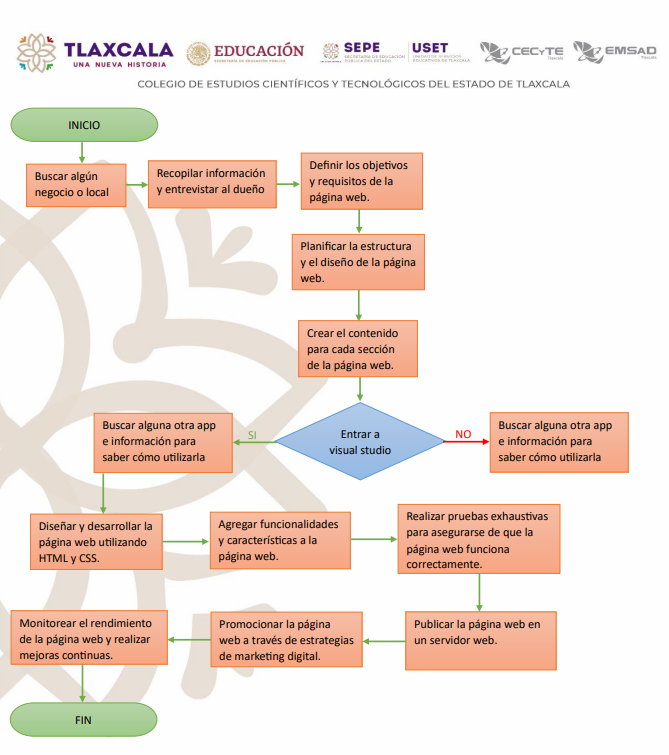 TLAXCALA
UNA NUEVA HISTORIA
EDUCACIÓN
SECRETARÍA DE EDUCACIÓN PÚBLICA
SEPE
SECRETARÍA DE EDUCACIÓN
PÚBLICA DEL ESTADO
USET
UNIDAD DE SERVICIOS
EDUCATIVOS DE TLAXCALA
CECyTE
Tlaxcala
EMSAD
Tlaxcala
COLEGIO DE ESTUDIOS CIENTÍFICOS Y TECNOLÓGICOS DEL ESTADO DE TLAXCALA
INICIO
Buscar algún
negocio o local
Recopilar información
y entrevistar al dueño
Definir los objetivos
y requisitos de la
página web.
Planificar la estructura
y el diseño de la página
web.
Crear el contenido
para cada sección
de la página web.
Entrar a
visual studio
SI
NO
Buscar alguna otra app
e información para
saber cómo utilizarla
Buscar alguna otra app
e información para
saber cómo utilizarla
Diseñar y desarrollar la
página web utilizando
HTML y CSS.
Agregar funcionalidades
y características a la
página web.
Realizar pruebas exhaustivas
para asegurarse de que la
página web funciona
correctamente.
Publicar la página web en
un servidor web.
Promocionar la página
web a través de estrategias
de marketing digital.
Monitorear el rendimiento
de la página web y realizar
mejoras continuas.
FIN